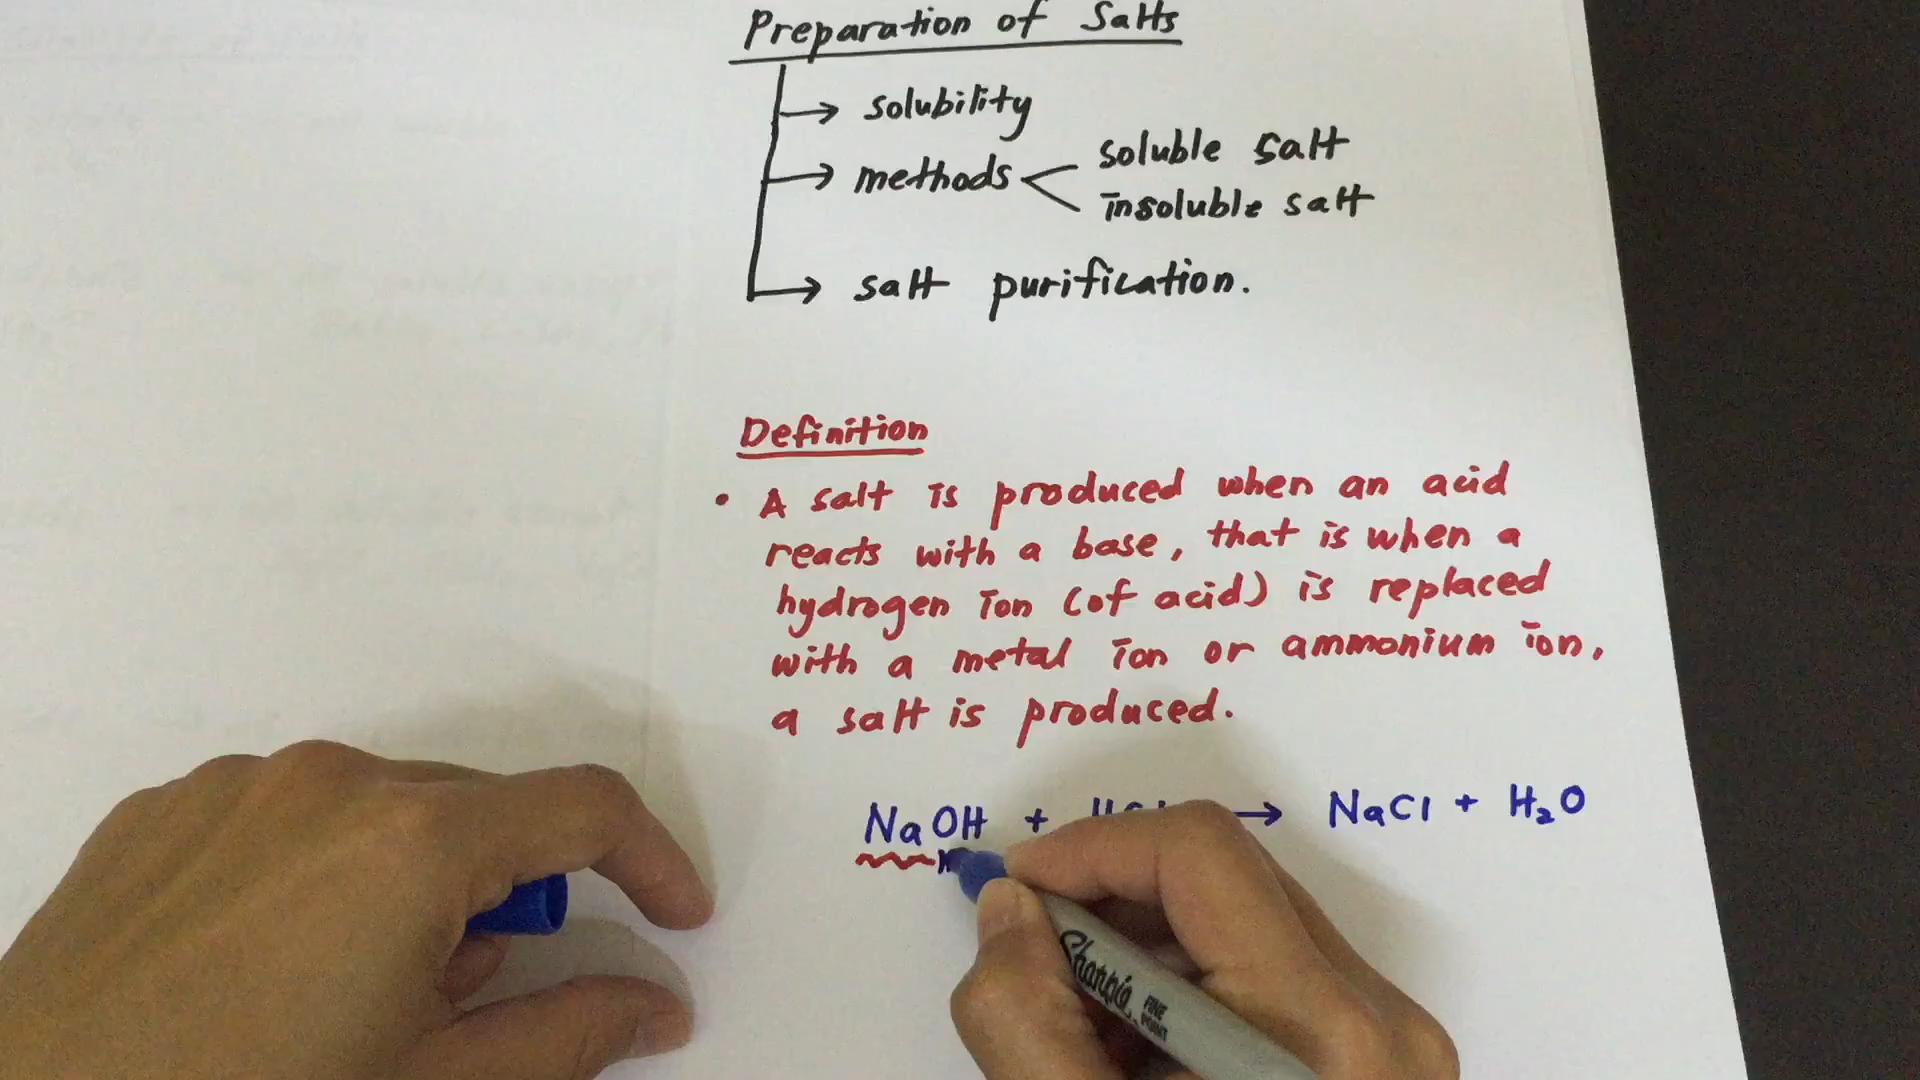 Preparation of Salts
→ solubility
→ methods < soluble salt
insoluble salt
→ salt purification.
Definition
• A salt is produced when an acid
reacts with a base, that is when a
hydrogen ion (of acid) is replaced
with a metal ion or ammonium ion,
a salt is produced.
NaOH + → NaCl + H₂O
Sharpie
FINE
POINT